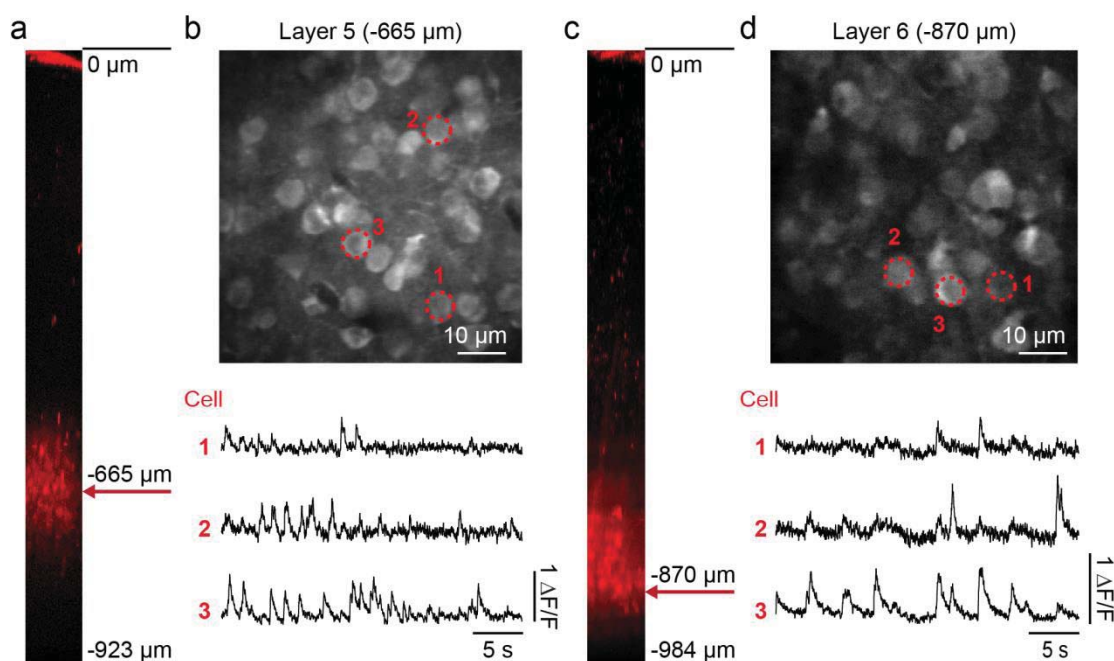 a
0 µm
-665 µm
-923 µm
b
Layer 5 (-665 µm)
2
3
1
10 µm
Cell
1
2
3
1 ΔF/F
5 s
c
0 µm
-870 µm
-984 µm
d
Layer 6 (-870 µm)
2
1
3
10 µm
Cell
1
2
3
1 ΔF/F
5 s